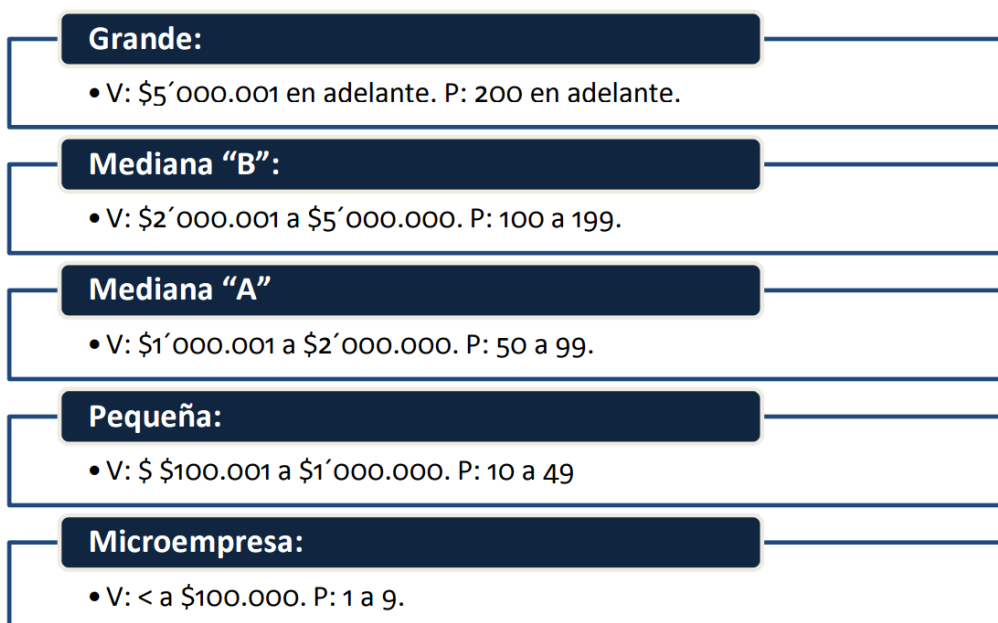 Grande:
• V: $5´000.001 en adelante. P: 200 en adelante.
Mediana “B”:
• V: $2´000.001 a $5´000.000. P: 100 a 199.
Mediana “A”
• V: $1´000.001 a $2´000.000. P: 50 a 99.
Pequeña:
• V: $ $100.001 a $1´000.000. P: 10 a 49
Microempresa:
• V: < a $100.000. P: 1 a 9.